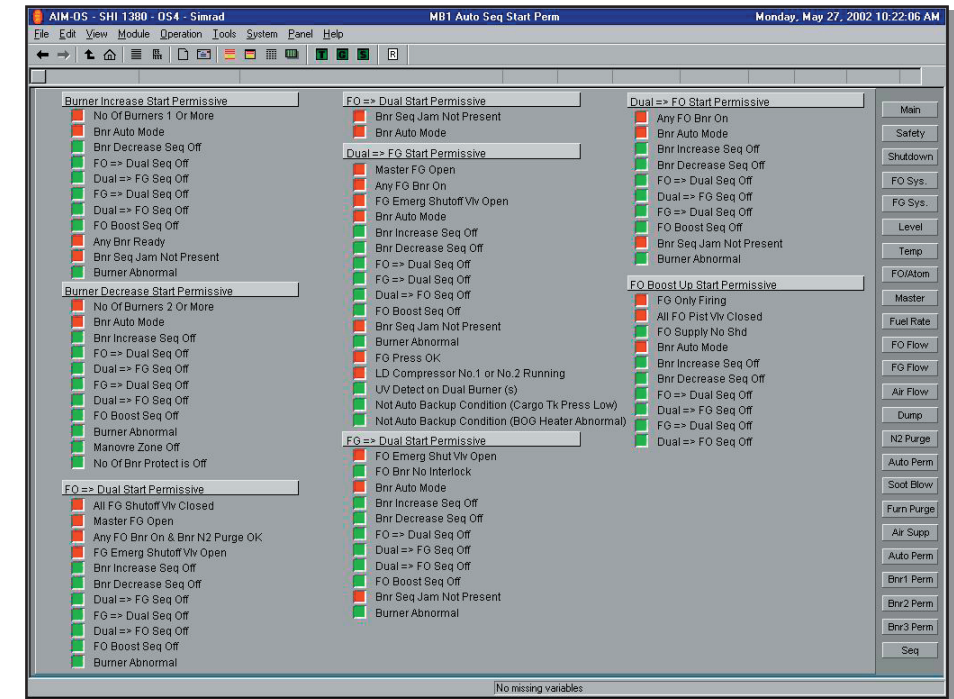 AIM-OS - SHI 1380 - OS4 - Simrad MB1 Auto Seq Start Perm Monday, May 27, 2002 10:22:06 AM
File Edit View Module Operation Tools System Panel Help
T G S R
Burner Increase Start Permissive
No Of Burners 1 Or More
Bnr Auto Mode
Bnr Decrease Seq Off
FO => Dual Seq Off
Dual => FG Seq Off
FG => Dual Seq Off
Dual => FO Seq Off
FO Boost Seq Off
Any Bnr Ready
Bnr Seq Jam Not Present
Burner Abnormal
Burner Decrease Start Permissive
No Of Burners 2 Or More
Bnr Auto Mode
Bnr Increase Seq Off
FO => Dual Seq Off
Dual => FG Seq Off
FG => Dual Seq Off
Dual => FO Seq Off
FO Boost Seq Off
Burner Abnormal
Manovre Zone Off
No Of Bnr Protect is Off
FO => Dual Start Permissive
All FG Shutoff Vlv Closed
Master FG Open
Any FO Bnr On & Bnr N2 Purge OK
FG Emerg Shutoff Vlv Open
Bnr Increase Seq Off
Bnr Decrease Seq Off
Dual => FG Seq Off
FG => Dual Seq Off
Dual => FO Seq Off
FO Boost Seq Off
Burner Abnormal
FO => Dual Start Permissive
Bnr Seq Jam Not Present
Bnr Auto Mode
Dual => FG Start Permissive
Master FG Open
Any FG Bnr On
FG Emerg Shutoff Vlv Open
Bnr Auto Mode
Bnr Increase Seq Off
Bnr Decrease Seq Off
FO => Dual Seq Off
FG => Dual Seq Off
Dual => FO Seq Off
FO Boost Seq Off
Bnr Seq Jam Not Present
Burner Abnormal
FG Press OK
LD Compressor No.1 or No.2 Running
UV Detect on Dual Burner (s)
Not Auto Backup Condition (Cargo Tk Press Low)
Not Auto Backup Condition (BOG Heater Abnormal)
FG => Dual Start Permissive
FO Emerg Shut Vlv Open
FO Bnr No Interlock
Bnr Auto Mode
Bnr Increase Seq Off
Bnr Decrease Seq Off
FO => Dual Seq Off
Dual => FG Seq Off
Dual => FO Seq Off
FO Boost Seq Off
Bnr Seq Jam Not Present
Burner Abnormal
Dual => FO Start Permissive
Any FO Bnr On
Bnr Auto Mode
Bnr Increase Seq Off
Bnr Decrease Seq Off
FO => Dual Seq Off
Dual => FG Seq Off
FG => Dual Seq Off
FO Boost Seq Off
Bnr Seq Jam Not Present
Burner Abnormal
FO Boost Up Start Permissive
FG Only Firing
All FO Pist Vlv Closed
FO Supply No Shd
Bnr Auto Mode
Bnr Increase Seq Off
Bnr Decrease Seq Off
FO => Dual Seq Off
Dual => FG Seq Off
FG => Dual Seq Off
Dual => FO Seq Off
Main
Safety
Shutdown
FO Sys.
FG Sys.
Level
Temp
FO/Atom
Master
Fuel Rate
FO Flow
FG Flow
Air Flow
Dump
N2 Purge
Auto Perm
Soot Blow
Furn Purge
Air Supp
Auto Perm
Bnr1 Perm
Bnr2 Perm
Bnr3 Perm
Seq
No missing variables